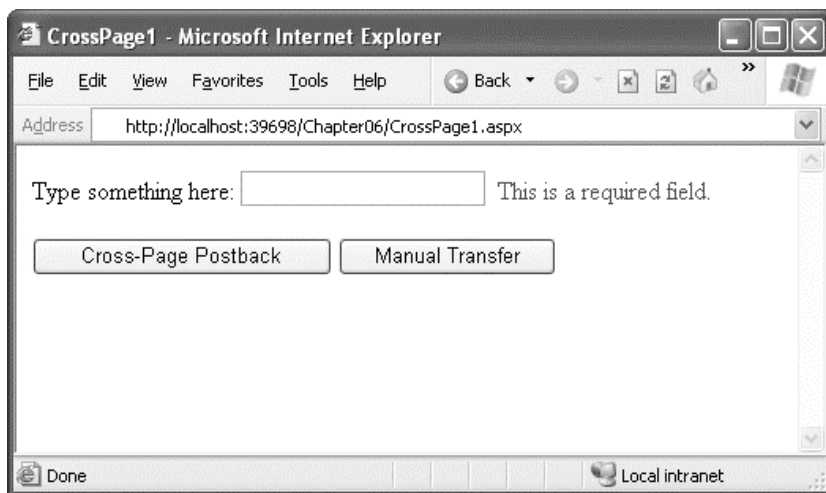 CrossPage1 - Microsoft Internet Explorer
File Edit View Favorites Tools Help Back »
Address http://localhost:39698/Chapter06/CrossPage1.aspx
Type something here: This is a required field.
Cross-Page Postback Manual Transfer
Done Local intranet